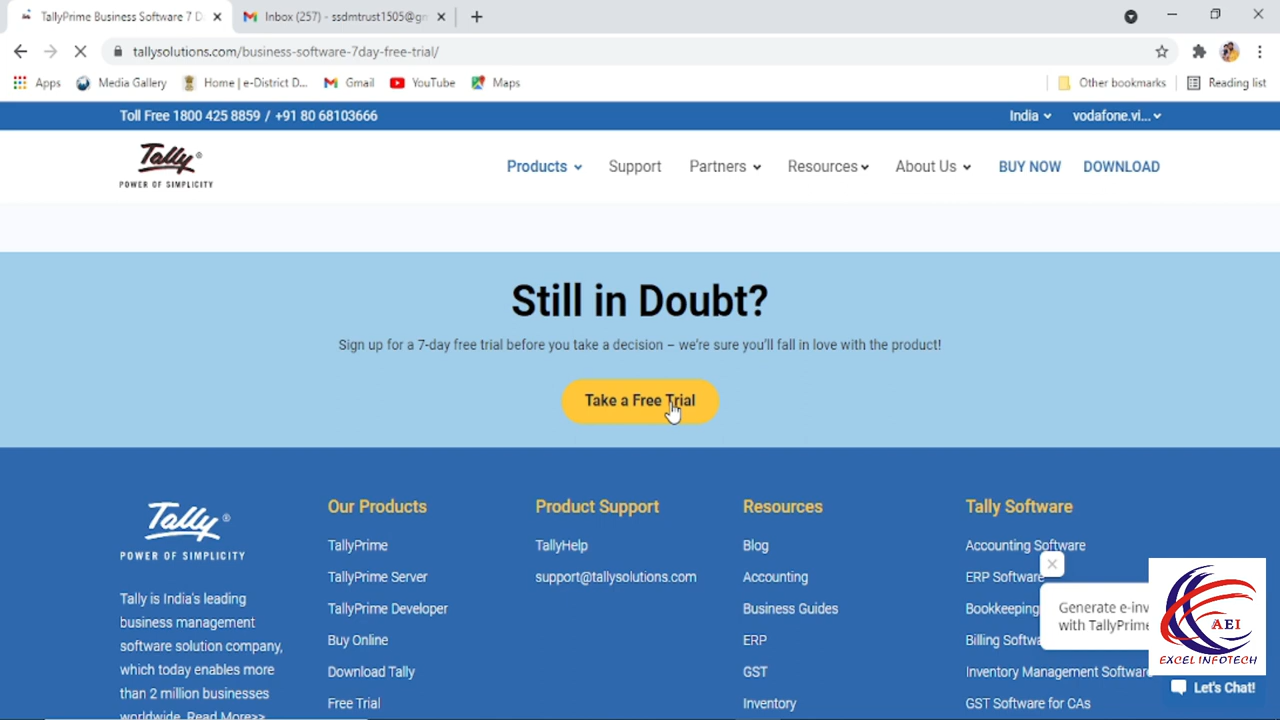 TallyPrime Business Software 7 D
Inbox (257) - ssdmtrust1505@gm
tallysolutions.com/business-software-7day-free-trial/
Apps Media Gallery Home | e-District D... Gmail YouTube Maps Other bookmarks Reading list
Toll Free 1800 425 8859 / +91 80 68103666 India vodafone.vi...
Tally®
POWER OF SIMPLICITY
Products Support Partners Resources About Us BUY NOW DOWNLOAD
Still in Doubt?
Sign up for a 7-day free trial before you take a decision – we're sure you'll fall in love with the product!
Take a Free Trial
Tally®
POWER OF SIMPLICITY
Tally is India's leading
business management
software solution company,
which today enables more
than 2 million businesses
worldwide. Read More>>
Our Products
TallyPrime
TallyPrime Server
TallyPrime Developer
Buy Online
Download Tally
Free Trial
Product Support
TallyHelp
support@tallysolutions.com
Resources
Blog
Accounting
Business Guides
ERP
GST
Inventory
Tally Software
Accounting Software
ERP Software
Bookkeeping
Billing Softwa
Inventory Management Software
GST Software for CAs
Generate e-inv
with TallyPrime
AEI
EXCEL INFOTECH
Let's Chat!